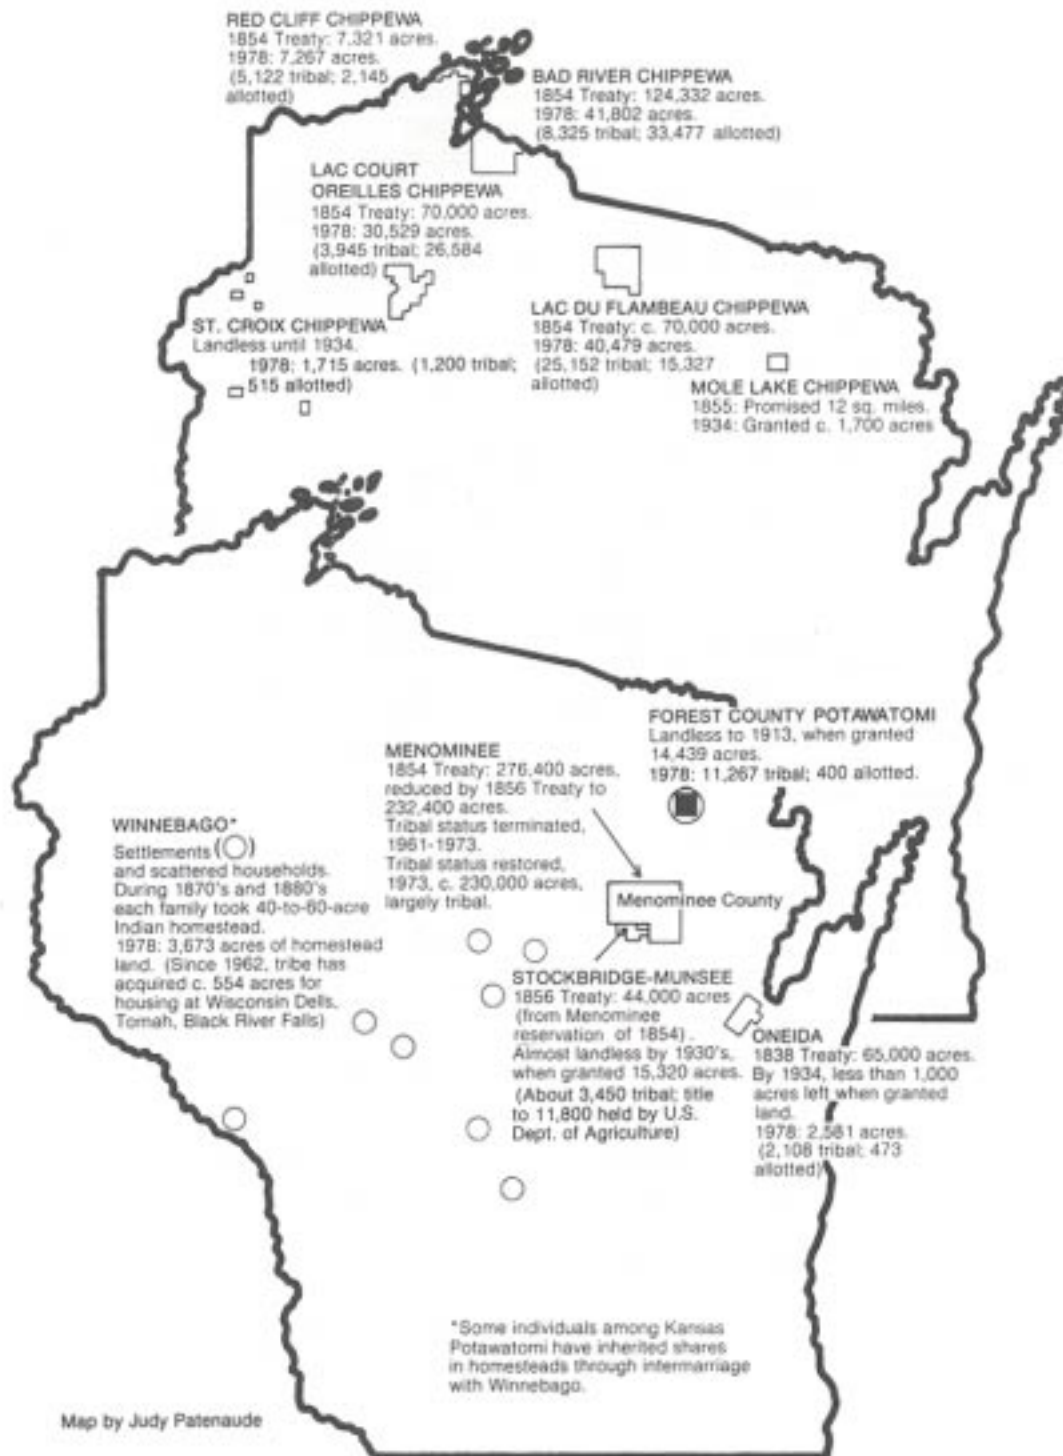 RED CLIFF CHIPPEWA
1854 Treaty: 7,321 acres.
1978: 7,267 acres.
(5,122 tribal; 2,145
allotted)
BAD RIVER CHIPPEWA
1854 Treaty: 124,332 acres.
1978: 41,802 acres.
(8,325 tribal; 33,477 allotted)
LAC COURT
OREILLES CHIPPEWA
1854 Treaty: 70,000 acres.
1978: 30,529 acres.
(3,945 tribal; 26,584
allotted)
ST. CROIX CHIPPEWA
Landless until 1934.
1978: 1,715 acres. (1,200 tribal;
515 allotted)
LAC DU FLAMBEAU CHIPPEWA
1854 Treaty: c. 70,000 acres.
1978: 40,479 acres.
(25,152 tribal; 15,327
allotted)
MOLE LAKE CHIPPEWA
1855: Promised 12 sq. miles.
1934: Granted c. 1,700 acres
FOREST COUNTY POTAWATOMI
Landless to 1913, when granted
14,439 acres.
1978: 11,267 tribal; 400 allotted.
MENOMINEE
1854 Treaty: 276,400 acres,
reduced by 1856 Treaty to
232,400 acres.
Tribal status terminated,
1961-1973.
Tribal status restored,
1973, c. 230,000 acres,
largely tribal.
Menominee County
WINNEBAGO*
Settlements ( )
and scattered households.
During 1870's and 1880's
each family took 40-to-60-acre
Indian homestead.
1978: 3,673 acres of homestead
land. (Since 1962, tribe has
acquired c. 554 acres for
housing at Wisconsin Dells,
Tomah, Black River Falls)
STOCKBRIDGE-MUNSEE
1856 Treaty: 44,000 acres
(from Menominee
reservation of 1854).
Almost landless by 1930's,
when granted 15,320 acres.
(About 3,450 tribal; title
to 11,800 held by U.S.
Dept. of Agriculture)
ONEIDA
1838 Treaty: 65,000 acres.
By 1934, less than 1,000
acres left when granted
land.
1978: 2,581 acres.
(2,108 tribal; 473
allotted)
*Some individuals among Kansas
Potawatomi have inherited shares
in homesteads through intermarriage
with Winnebago.
Map by Judy Patenaude